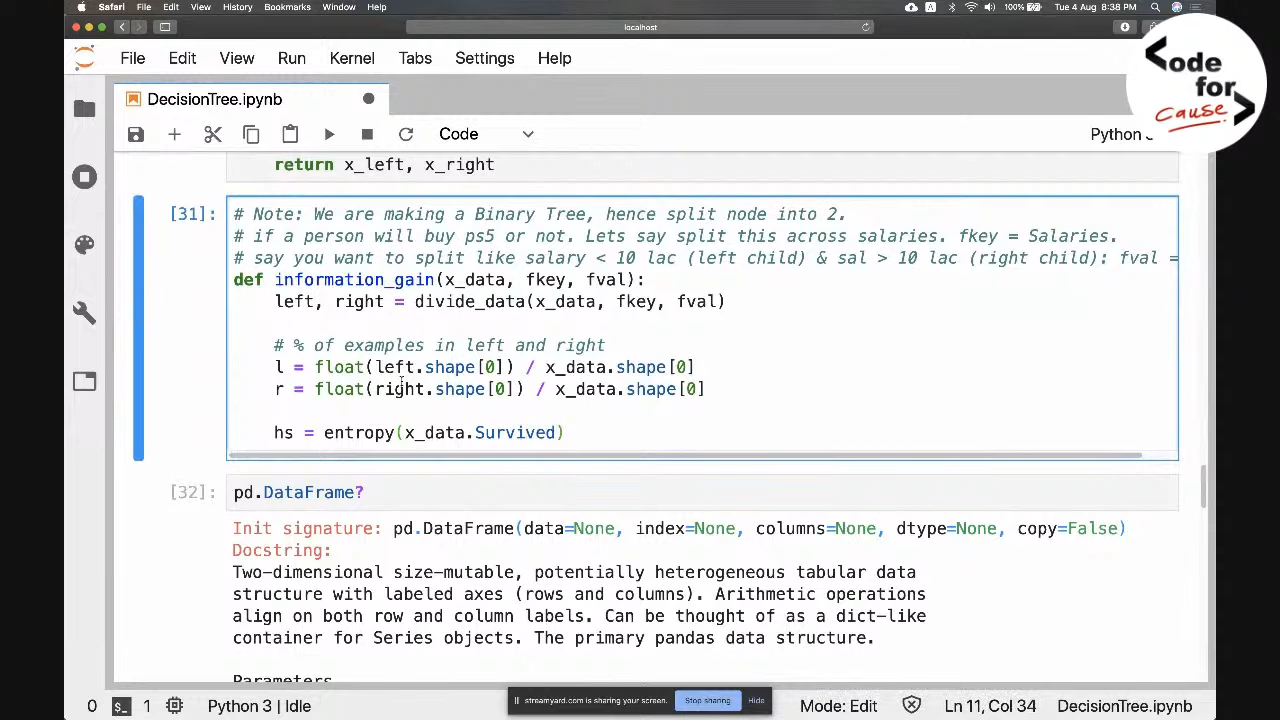 Safari File Edit View History Bookmarks Window Help
100% Tue 4 Aug 8:38 PM
localhost
<ode for cause>
File Edit View Run Kernel Tabs Settings Help
DecisionTree.ipynb
Code
Python 3
return x_left, x_right
[31]:
# Note: We are making a Binary Tree, hence split node into 2.
# if a person will buy ps5 or not. Lets say split this across salaries. fkey = Salaries.
# say you want to split like salary < 10 lac (left child) & sal > 10 lac (right child): fval =
def information_gain(x_data, fkey, fval):
left, right = divide_data(x_data, fkey, fval)
# % of examples in left and right
l = float(left.shape[0]) / x_data.shape[0]
r = float(right.shape[0]) / x_data.shape[0]
hs = entropy(x_data.Survived)
[32]:
pd.DataFrame?
Init signature: pd.DataFrame(data=None, index=None, columns=None, dtype=None, copy=False)
Docstring:
Two-dimensional size-mutable, potentially heterogeneous tabular data
structure with labeled axes (rows and columns). Arithmetic operations
align on both row and column labels. Can be thought of as a dict-like
container for Series objects. The primary pandas data structure.
Parameters
0 1 Python 3 | Idle
streamyard.com is sharing your screen. Stop sharing Hide
Mode: Edit Ln 11, Col 34 DecisionTree.ipynb